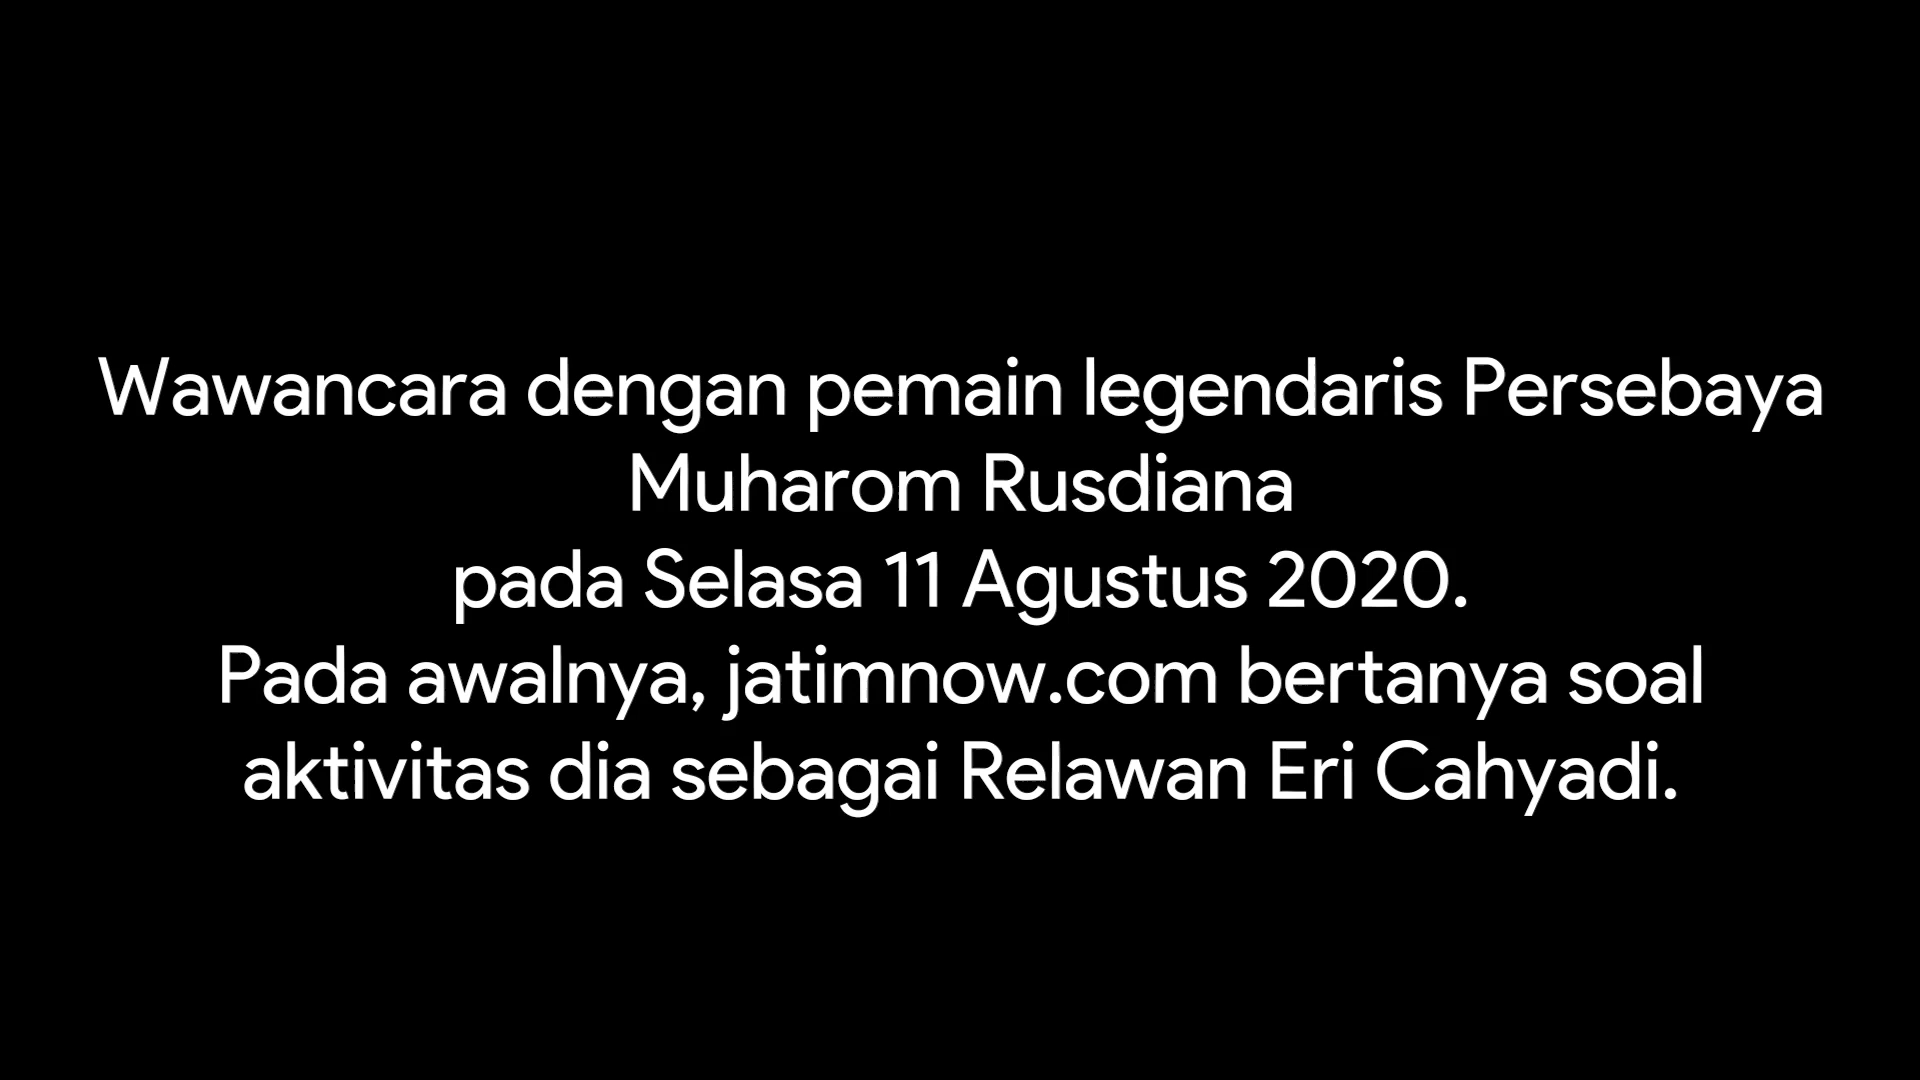 Wawancara dengan pemain legendaris Persebaya
Muharom Rusdiana
pada Selasa 11 Agustus 2020.
Pada awalnya, jatimnow.com bertanya soal
aktivitas dia sebagai Relawan Eri Cahyadi.